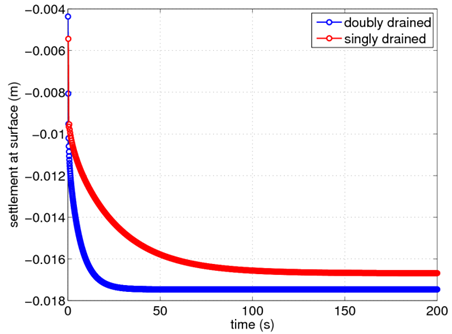 −0.004
−0.006
−0.008
−0.01
−0.012
−0.014
−0.016
−0.018
settlement at surface (m)
doubly drained
singly drained
0 50 100 150 200
time (s)